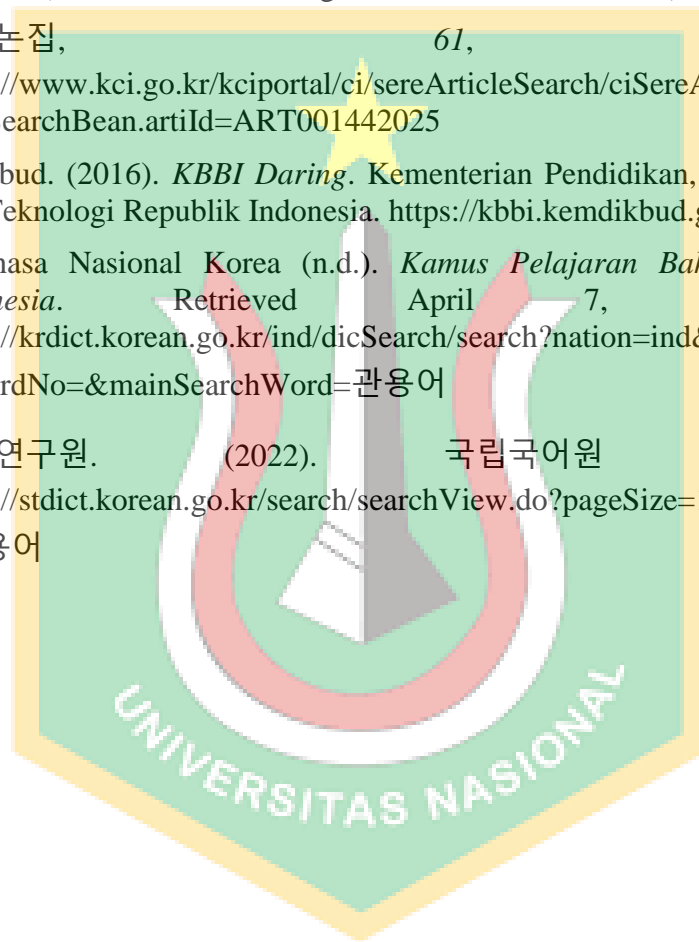 논집, 61,
//www.kci.go.kr/kciportal/ci/sereArticleSearch/ciSereA
SearchBean.artiId=ART001442025
bud. (2016). KBBI Daring. Kementerian Pendidikan,
Teknologi Republik Indonesia. https://kbbi.kemdikbud.g
hasa Nasional Korea (n.d.). Kamus Pelajaran Bah
nesia. Retrieved April 7,
//krdict.korean.go.kr/ind/dicSearch/search?nation=ind&
rdNo=&mainSearchWord=관용어
연구원. (2022). 국립국어원
//stdict.korean.go.kr/search/searchView.do?pageSize=
용어
UNIVERSITAS NASIONAL